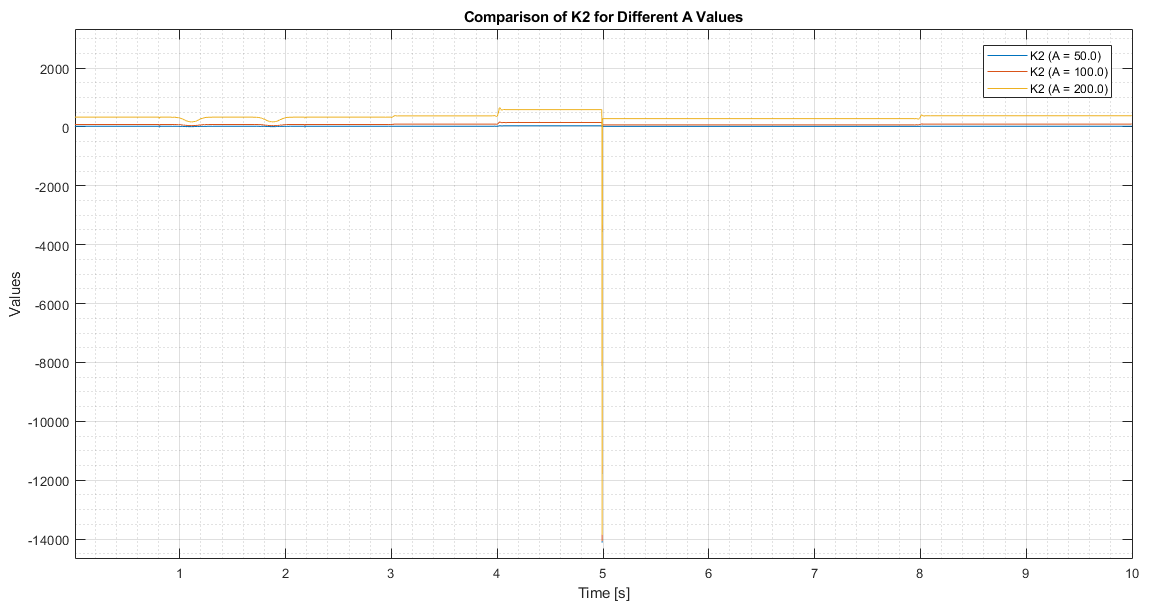 Comparison of K2 for Different A Values
K2 (A = 50.0)
K2 (A = 100.0)
K2 (A = 200.0)
Values
2000
0
-2000
-4000
-6000
-8000
-10000
-12000
-14000
1 2 3 4 5 6 7 8 9 10
Time [s]